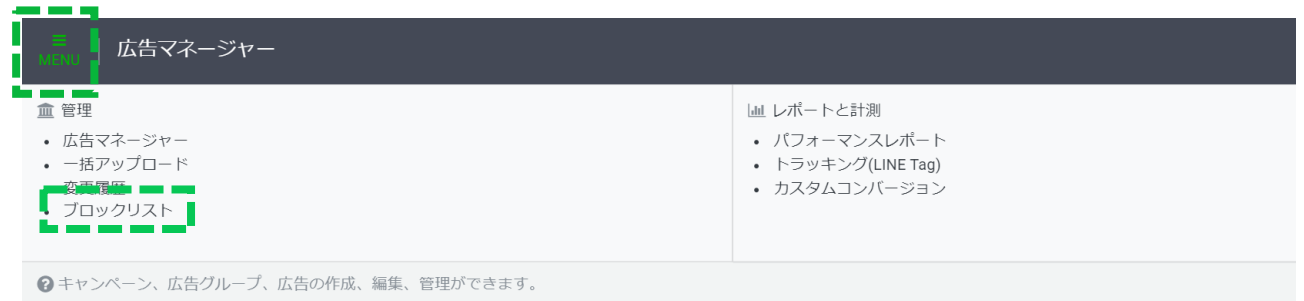 MENU
広告マネージャー
管理
広告マネージャー
一括アップロード
変更履歴
ブロックリスト
レポートと計測
パフォーマンスレポート
トラッキング(LINE Tag)
カスタムコンバージョン
キャンペーン、広告グループ、広告の作成、編集、管理ができます。